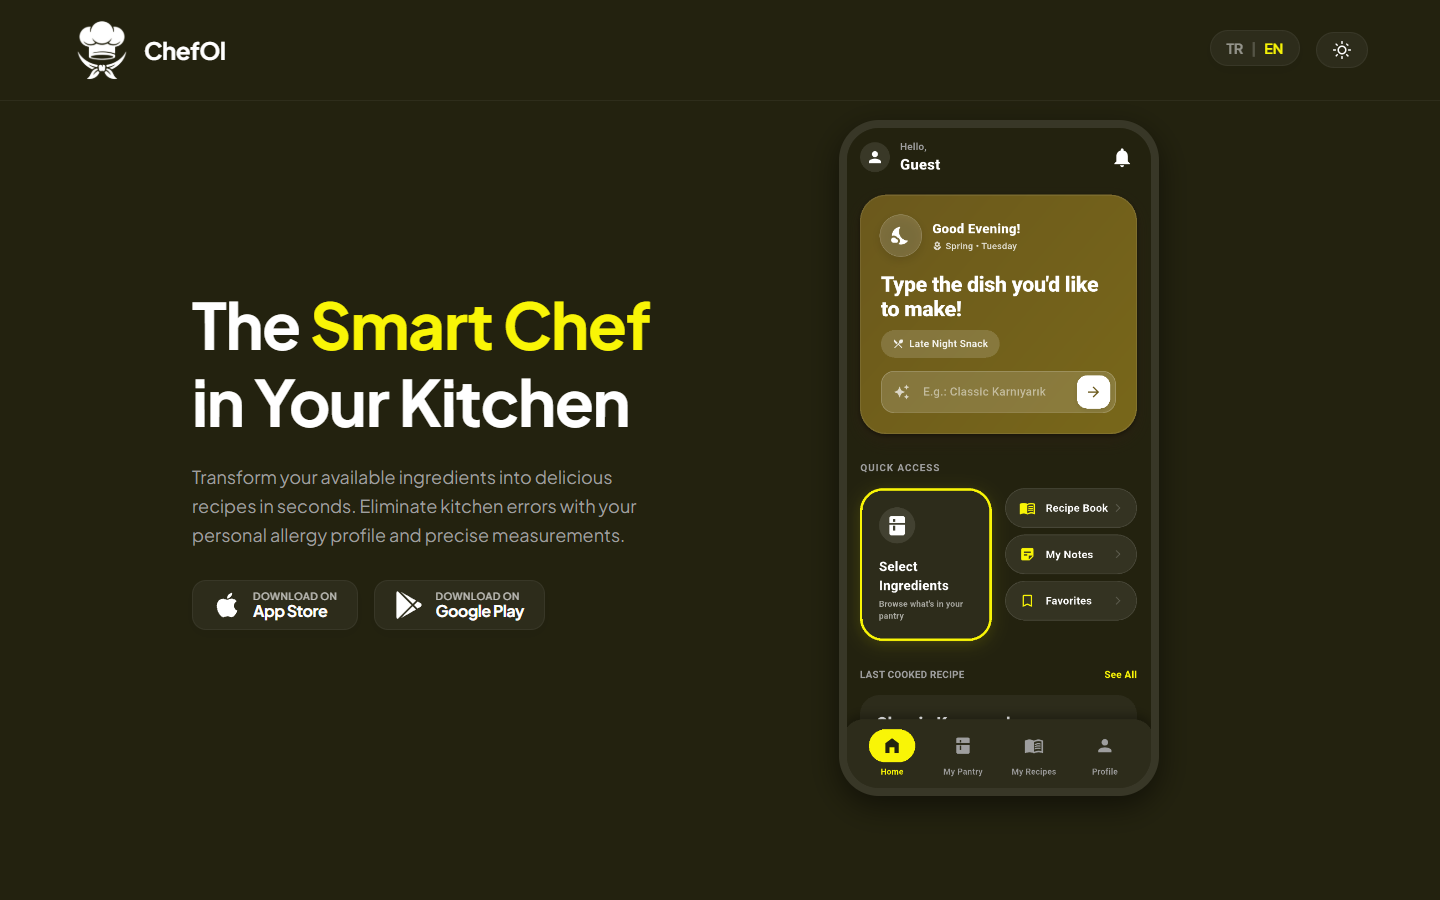 ChefOl
TR | EN
The Smart Chef
in Your Kitchen
Transform your available ingredients into delicious
recipes in seconds. Eliminate kitchen errors with your
personal allergy profile and precise measurements.
DOWNLOAD ON
App Store
DOWNLOAD ON
Google Play
Hello,
Guest
Good Evening!
Spring • Tuesday
Type the dish you'd like
to make!
Late Night Snack
E.g.: Classic Karnıyarık
QUICK ACCESS
Select
Ingredients
Browse what's in your
pantry
Recipe Book
My Notes
Favorites
LAST COOKED RECIPE
See All
Home
My Pantry
My Recipes
Profile